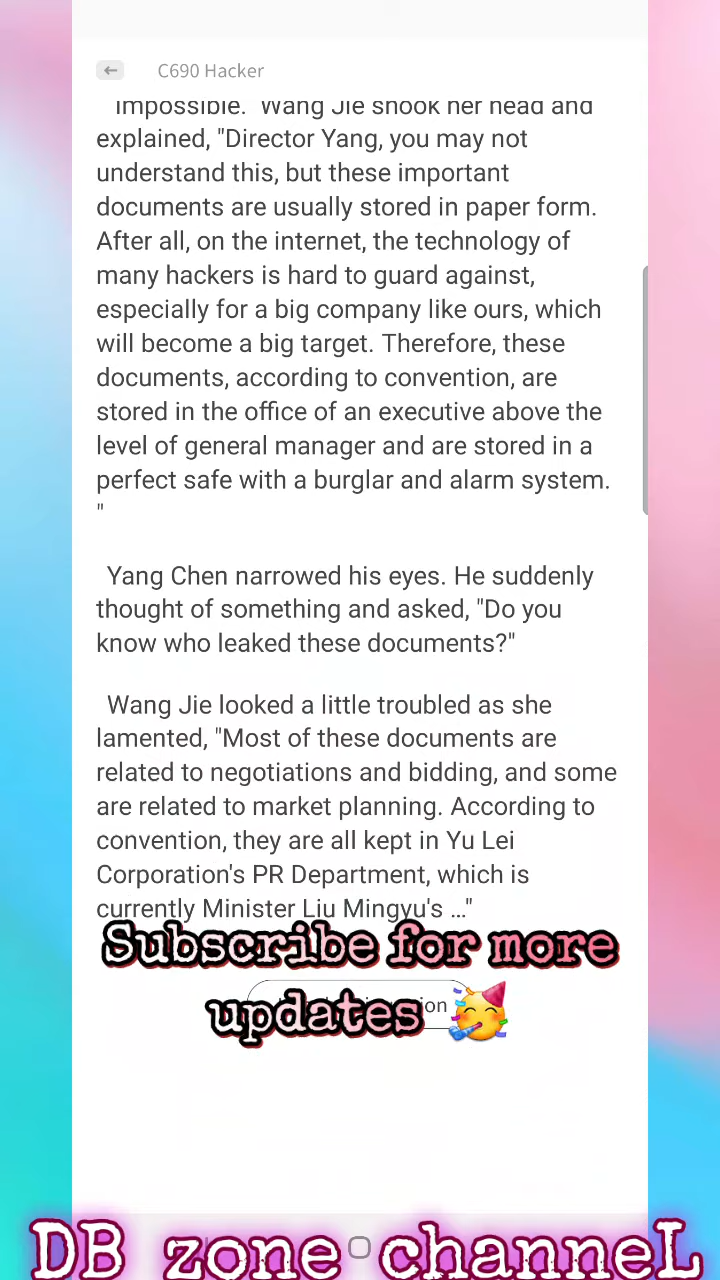 C690 Hacker
"Impossible." Wang Jie shook her head and
explained, "Director Yang, you may not
understand this, but these important
documents are usually stored in paper form.
After all, on the internet, the technology of
many hackers is hard to guard against,
especially for a big company like ours, which
will become a big target. Therefore, these
documents, according to convention, are
stored in the office of an executive above the
level of general manager and are stored in a
perfect safe with a burglar and alarm system.
"
Yang Chen narrowed his eyes. He suddenly
thought of something and asked, "Do you
know who leaked these documents?"
Wang Jie looked a little troubled as she
lamented, "Most of these documents are
related to negotiations and bidding, and some
are related to market planning. According to
convention, they are all kept in Yu Lei
Corporation's PR Department, which is
currently Minister Liu Mingyu's ..."
Subscribe for more
updates 🥳
DB zone channeL